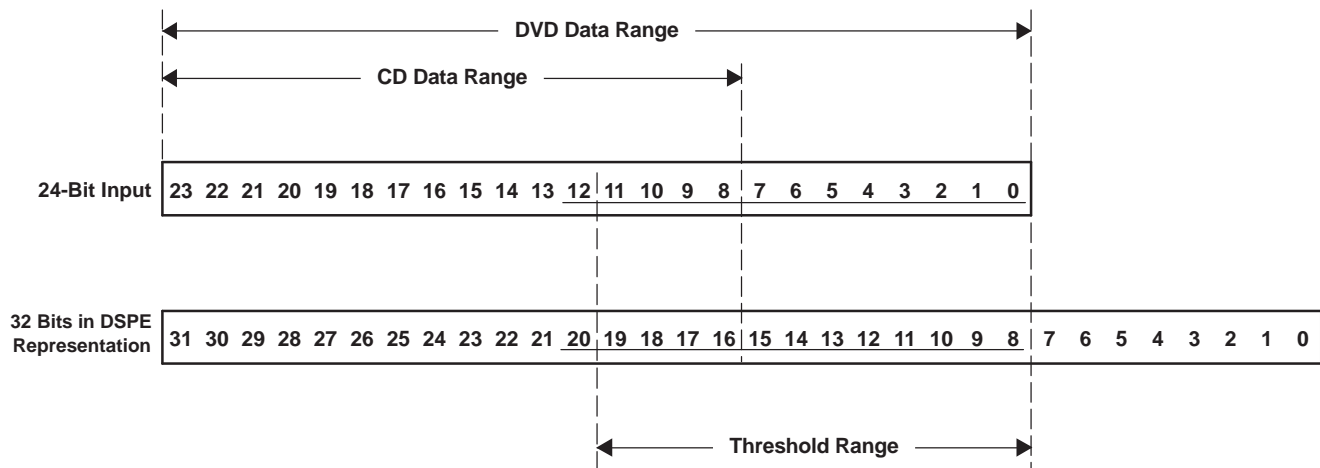 DVD Data Range
CD Data Range
24-Bit Input 23 22 21 20 19 18 17 16 15 14 13 12 11 10 9 8 7 6 5 4 3 2 1 0
32 Bits in DSPE
Representation 31 30 29 28 27 26 25 24 23 22 21 20 19 18 17 16 15 14 13 12 11 10 9 8 7 6 5 4 3 2 1 0
Threshold Range